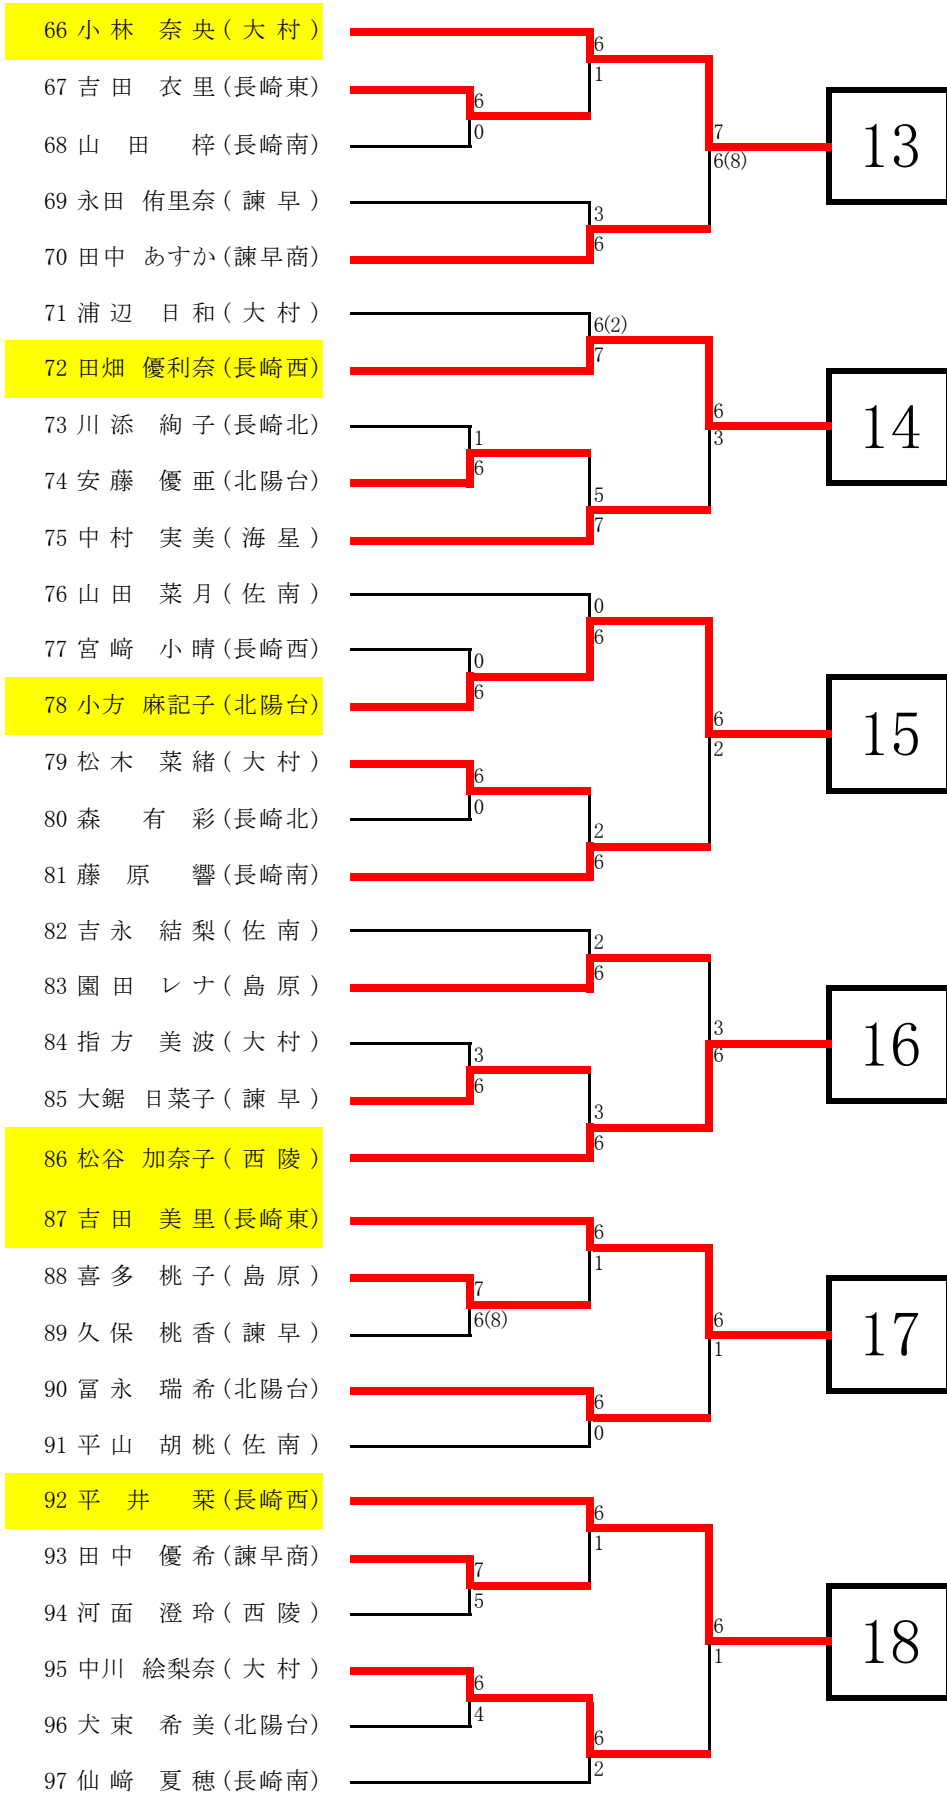 66 小林 奈央(大村)
6
1
67 吉田 衣里(長崎東)
6
0
68 山田 梓(長崎南)
7
6(8)
13
69 永田 侑里奈(諫早)
3
6
70 田中 あすか(諫早商)
71 浦辺 日和(大村)
6(2)
7
72 田畑 優利奈(長崎西)
6
3
14
73 川添 絢子(長崎北)
1
6
74 安藤 優亜(北陽台)
5
7
75 中村 実美(海星)
76 山田 菜月(佐南)
0
6
77 宮﨑 小晴(長崎西)
0
6
78 小方 麻記子(北陽台)
6
2
15
79 松木 菜緒(大村)
6
0
80 森 有彩(長崎北)
2
6
81 藤原 響(長崎南)
82 吉永 結梨(佐南)
2
6
83 園田 レナ(島原)
3
6
16
84 指方 美波(大村)
3
6
85 大鋸 日菜子(諫早)
3
6
86 松谷 加奈子(西陵)
87 吉田 美里(長崎東)
6
1
88 喜多 桃子(島原)
7
6(8)
89 久保 桃香(諫早)
6
1
17
90 冨永 瑞希(北陽台)
6
0
91 平山 胡桃(佐南)
92 平井 栞(長崎西)
6
1
93 田中 優希(諫早商)
7
5
94 河面 澄玲(西陵)
6
1
18
95 中川 絵梨奈(大村)
6
4
96 犬束 希美(北陽台)
6
2
97 仙﨑 夏穂(長崎南)